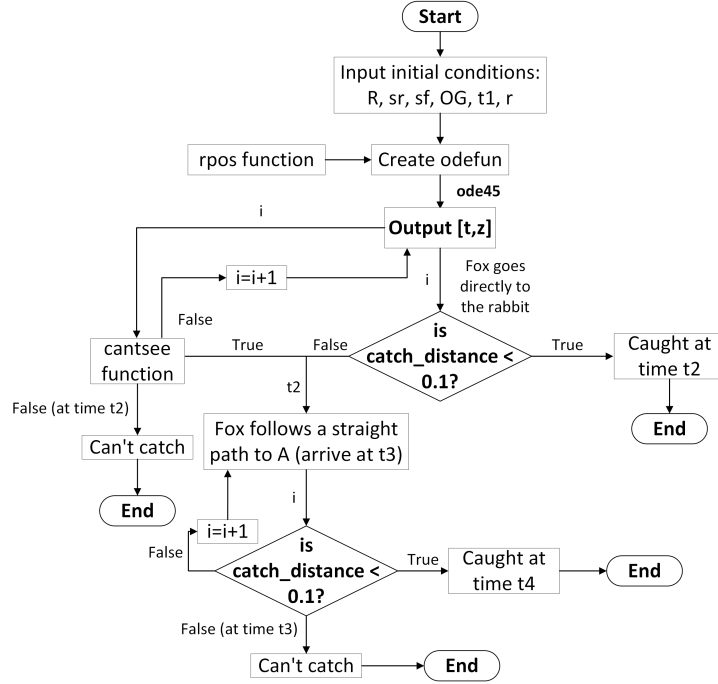 Start
Input initial conditions:
R, sr, sf, OG, t1, r
rpos function
Create odefun
ode45
Output [t,z]
i
i=i+1
i
Fox goes
directly to
the rabbit
False
cantsee
function
True
False
is
catch_distance <
0.1?
True
Caught at
time t2
End
t2
False (at time t2)
Can't catch
End
Fox follows a straight
path to A (arrive at t3)
i
i=i+1
False
is
catch_distance <
0.1?
True
Caught at
time t4
End
False (at time t3)
Can't catch
End